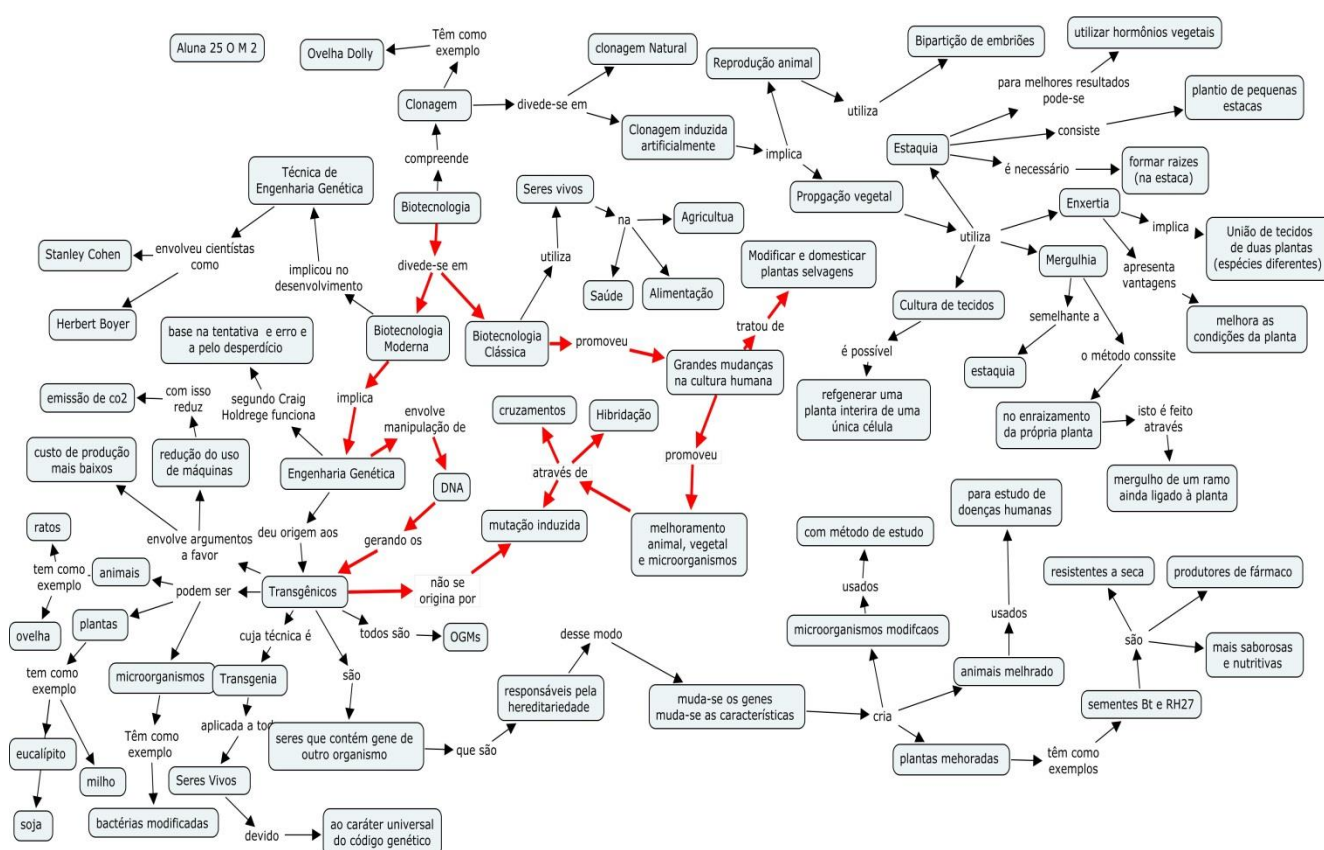 Aluna 25 O M 2
Ovelha Dolly
Têm como
exemplo
Clonagem
divede-se em
clonagem Natural
Clonagem induzida
artificialmente
implica
Reprodução animal
utiliza
Bipartição de embriões
Propgação vegetal
utiliza
Estaquia
para melhores resultados
pode-se
utilizar hormônios vegetais
consiste
plantio de pequenas
estacas
é necessário
formar raizes
(na estaca)
Enxertia
implica
União de tecidos
de duas plantas
(espécies diferentes)
apresenta
vantagens
melhora as
condições da planta
Mergulhia
semelhante a
estaquia
o método conssite
no enraizamento
da própria planta
isto é feito
através
mergulho de um ramo
ainda ligado à planta
Cultura de tecidos
é possível
refgenerar uma
planta interira de uma
única célula
compreende
Biotecnologia
divede-se em
Técnica de
Engenharia Genética
envolveu cientístas
como
Stanley Cohen
Herbert Boyer
implicou no
desenvolvimento
Biotecnologia
Moderna
Biotecnologia
Clássica
utiliza
Seres vivos
na
Agricultua
Saúde
Alimentação
promoveu
Grandes mudanças
na cultura humana
tratou de
Modificar e domesticar
plantas selvagens
promoveu
melhoramento
animal, vegetal
e microorganismos
através de
cruzamentos
Hibridação
mutação induzida
implica
Engenharia Genética
segundo Craig
Holdrege funciona
base na tentativa e erro e
a pelo desperdício
envolve
manipulação de
DNA
gerando os
deu origem aos
Transgênicos
não se
origina por
envolve argumentos
a favor
custo de produção
mais baixos
redução do uso
de máquinas
com isso
reduz
emissão de co2
podem ser
animais
tem como
exemplo
ratos
ovelha
plantas
tem como
exemplo
eucalípito
soja
milho
microorganismos
Têm como
exemplo
bactérias modificadas
cuja técnica é
Transgenia
aplicada a tod
Seres Vivos
devido
ao caráter universal
do código genético
todos são
OGMs
são
seres que contém gene de
outro organismo
que são
responsáveis pela
hereditariedade
desse modo
muda-se os genes
muda-se as características
cria
microorganismos modifcaos
usados
com método de estudo
animais melhrado
usados
para estudo de
doenças humanas
plantas mehoradas
têm como
exemplos
sementes Bt e RH27
são
resistentes a seca
produtores de fármaco
mais saborosas
e nutritivas